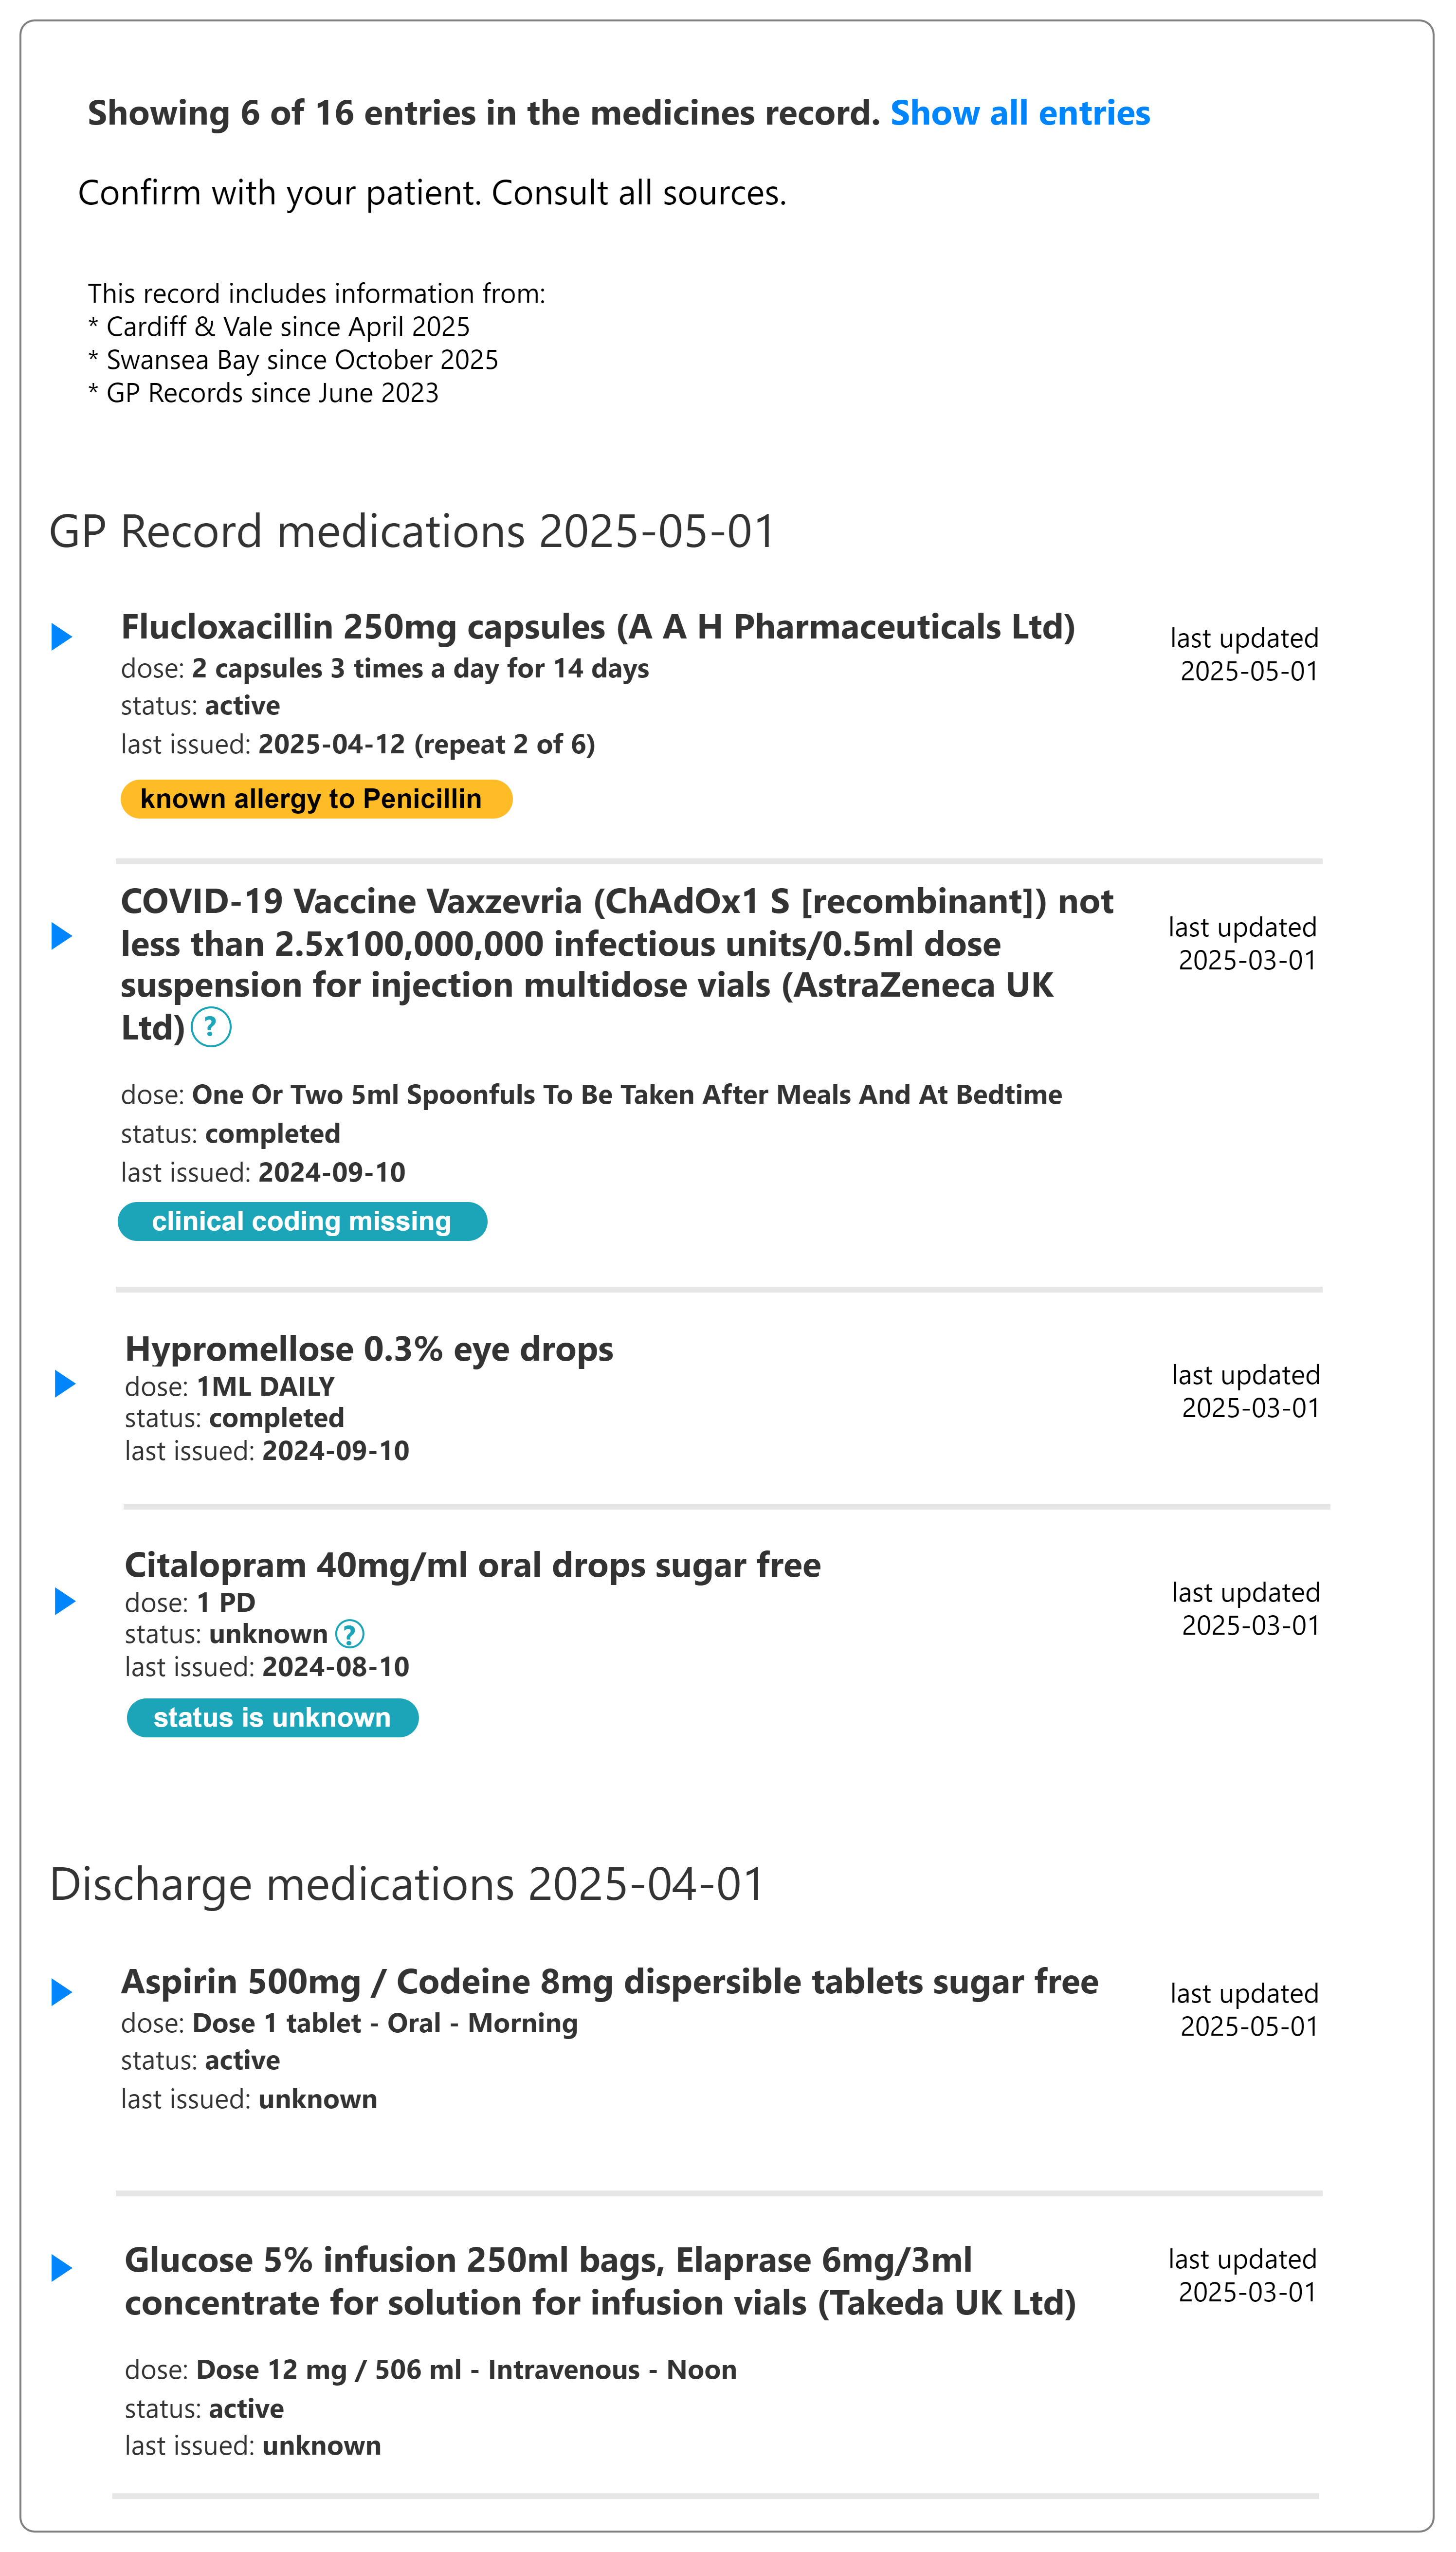 Showing 6 of 16 entries in the medicines record. Show all entries
Confirm with your patient. Consult all sources.
This record includes information from:
* Cardiff & Vale since April 2025
* Swansea Bay since October 2025
* GP Records since June 2023
GP Record medications 2025-05-01
Flucloxacillin 250mg capsules (A A H Pharmaceuticals Ltd)
last updated
2025-05-01
dose: 2 capsules 3 times a day for 14 days
status: active
last issued: 2025-04-12 (repeat 2 of 6)
known allergy to Penicillin
COVID-19 Vaccine Vaxzevria (ChAdOx1 S [recombinant]) not
less than 2.5x100,000,000 infectious units/0.5ml dose
suspension for injection multidose vials (AstraZeneca UK
Ltd) ?
last updated
2025-03-01
dose: One Or Two 5ml Spoonfuls To Be Taken After Meals And At Bedtime
status: completed
last issued: 2024-09-10
clinical coding missing
Hypromellose 0.3% eye drops
last updated
2025-03-01
dose: 1ML DAILY
status: completed
last issued: 2024-09-10
Citalopram 40mg/ml oral drops sugar free
last updated
2025-03-01
dose: 1 PD
status: unknown ?
last issued: 2024-08-10
status is unknown
Discharge medications 2025-04-01
Aspirin 500mg / Codeine 8mg dispersible tablets sugar free
last updated
2025-05-01
dose: Dose 1 tablet - Oral - Morning
status: active
last issued: unknown
Glucose 5% infusion 250ml bags, Elaprase 6mg/3ml
concentrate for solution for infusion vials (Takeda UK Ltd)
last updated
2025-03-01
dose: Dose 12 mg / 506 ml - Intravenous - Noon
status: active
last issued: unknown